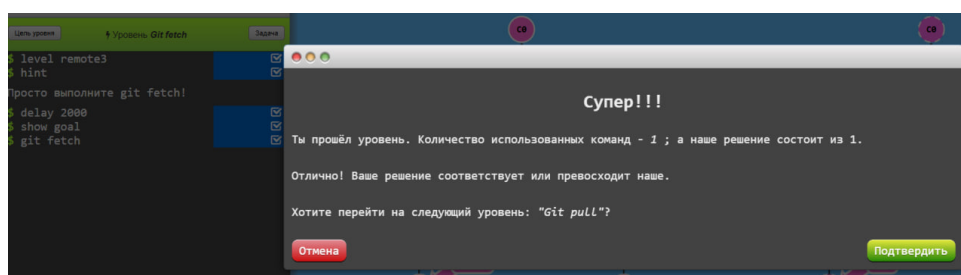 Цель уровня
Уровень Git fetch
Задача
$ level remote3
$ hint
Просто выполните git fetch!
$ delay 2000
$ show goal
$ git fetch
c0
c0
Супер!!!
Ты прошёл уровень. Количество использованных команд - 1 ; а наше решение состоит из 1.
Отлично! Ваше решение соответствует или превосходит наше.
Хотите перейти на следующий уровень: "Git pull"?
Отмена
Подтвердить